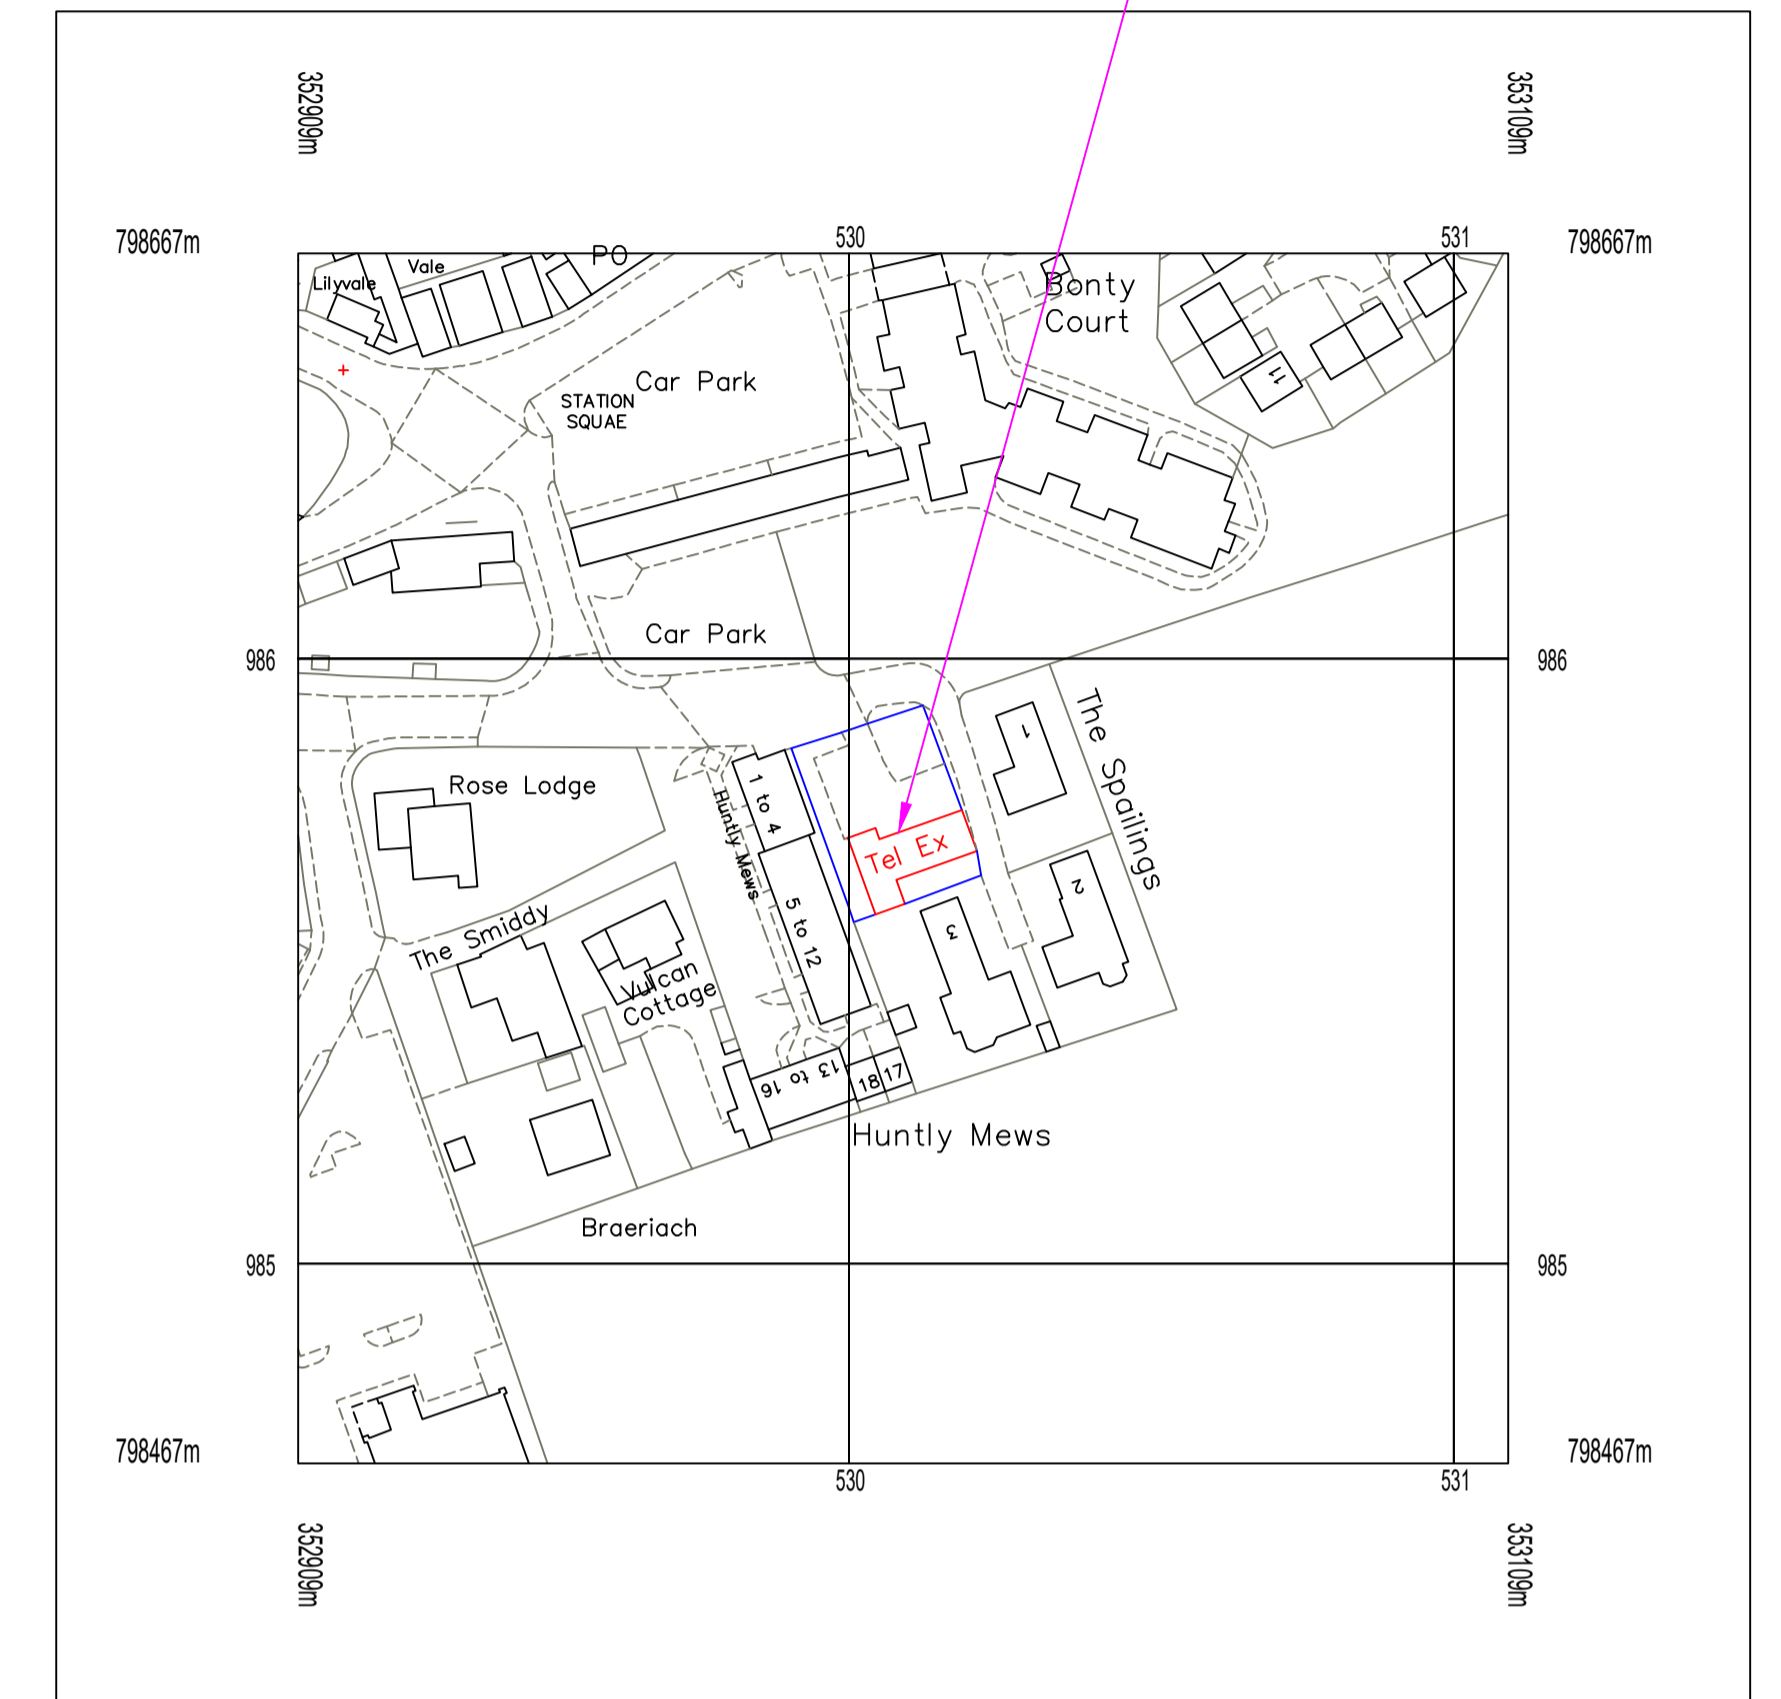 352909m
353109m
798667m
530
531
798667m
PO
Vale
Lilyvale
Bonty
Court
Car Park
STATION
SQUAE
11
Car Park
986
986
The Spailings
1
Rose Lodge
1 to 4
Huntly Mews
Tel Ex
2
5 to 12
3
The Smiddy
Vulcan
Cottage
13 to 16
18
17
Huntly Mews
Braeriach
985
985
798467m
798467m
530
531
352909m
353109m